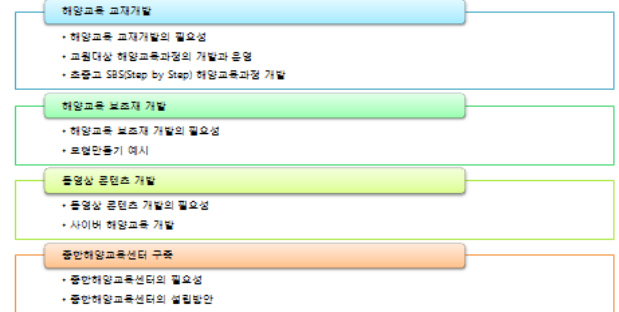 해양교육 교재개발
• 해양교육 교재개발의 필요성
• 교원대상 해양교육과정의 개발과 운영
• 초중고 SBS(Step by Step) 해양교육과정 개발
해양교육 보조재 개발
• 해양교육 보조재 개발의 필요성
• 모형만들기 예시
동영상 콘텐츠 개발
• 동영상 콘텐츠 개발의 필요성
• 사이버 해양교육 개발
종합해양교육센터 구축
• 종합해양교육센터의 필요성
• 종합해양교육센터의 설립방안